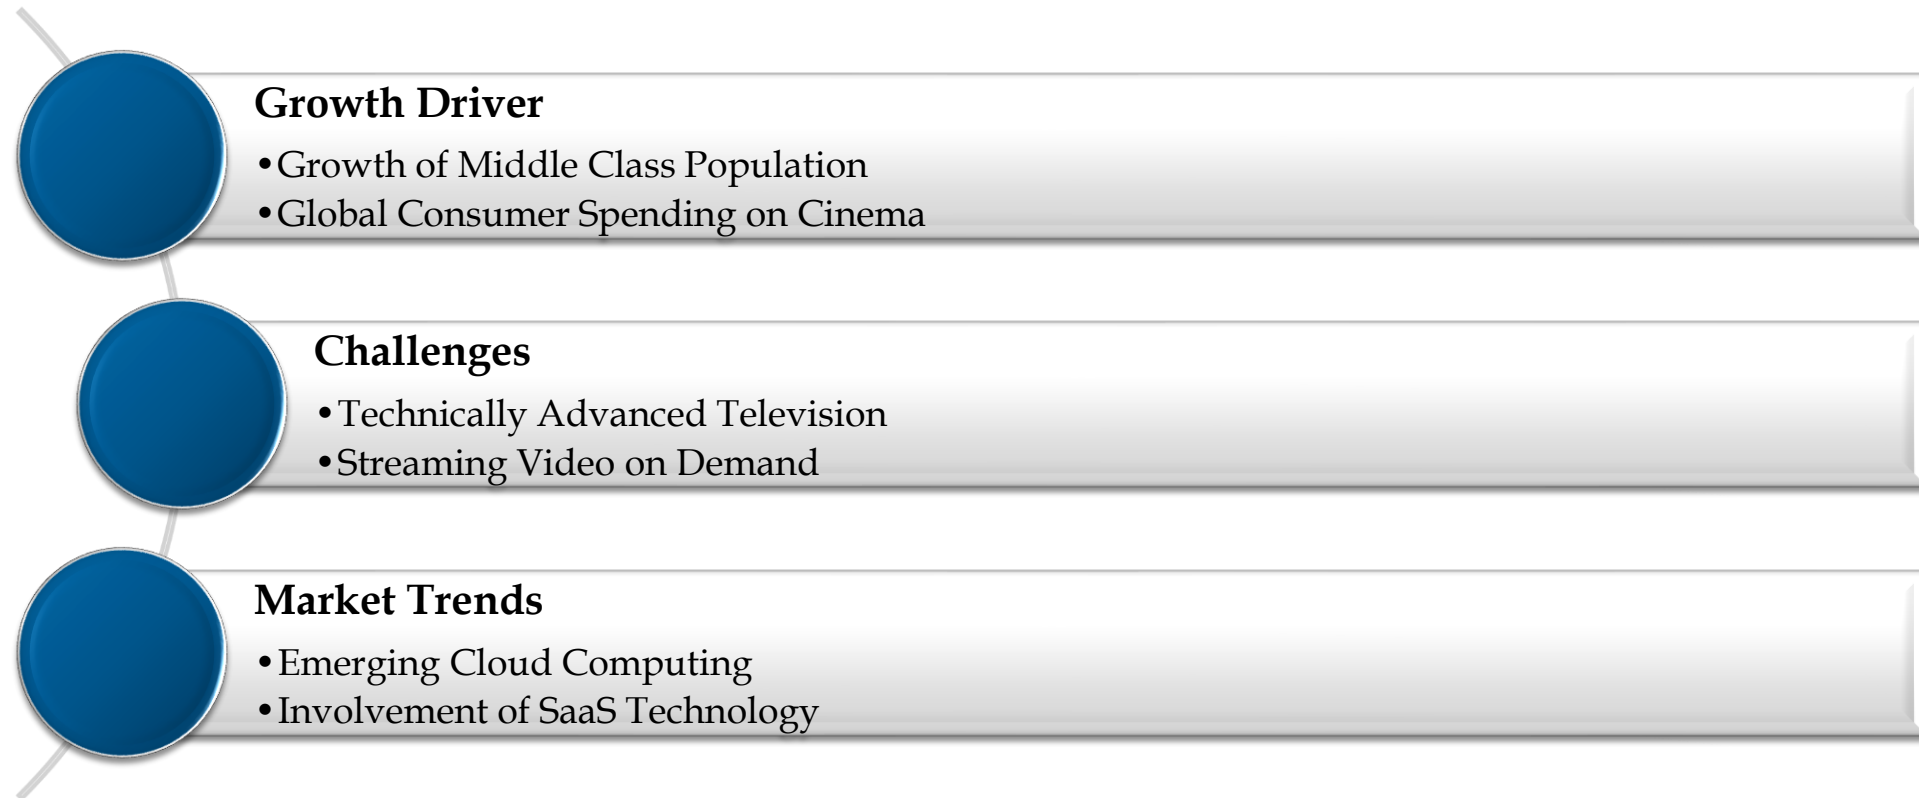 Growth Driver
•Growth of Middle Class Population
•Global Consumer Spending on Cinema
Challenges
•Technically Advanced Television
•Streaming Video on Demand
Market Trends
•Emerging Cloud Computing
•Involvement of SaaS Technology